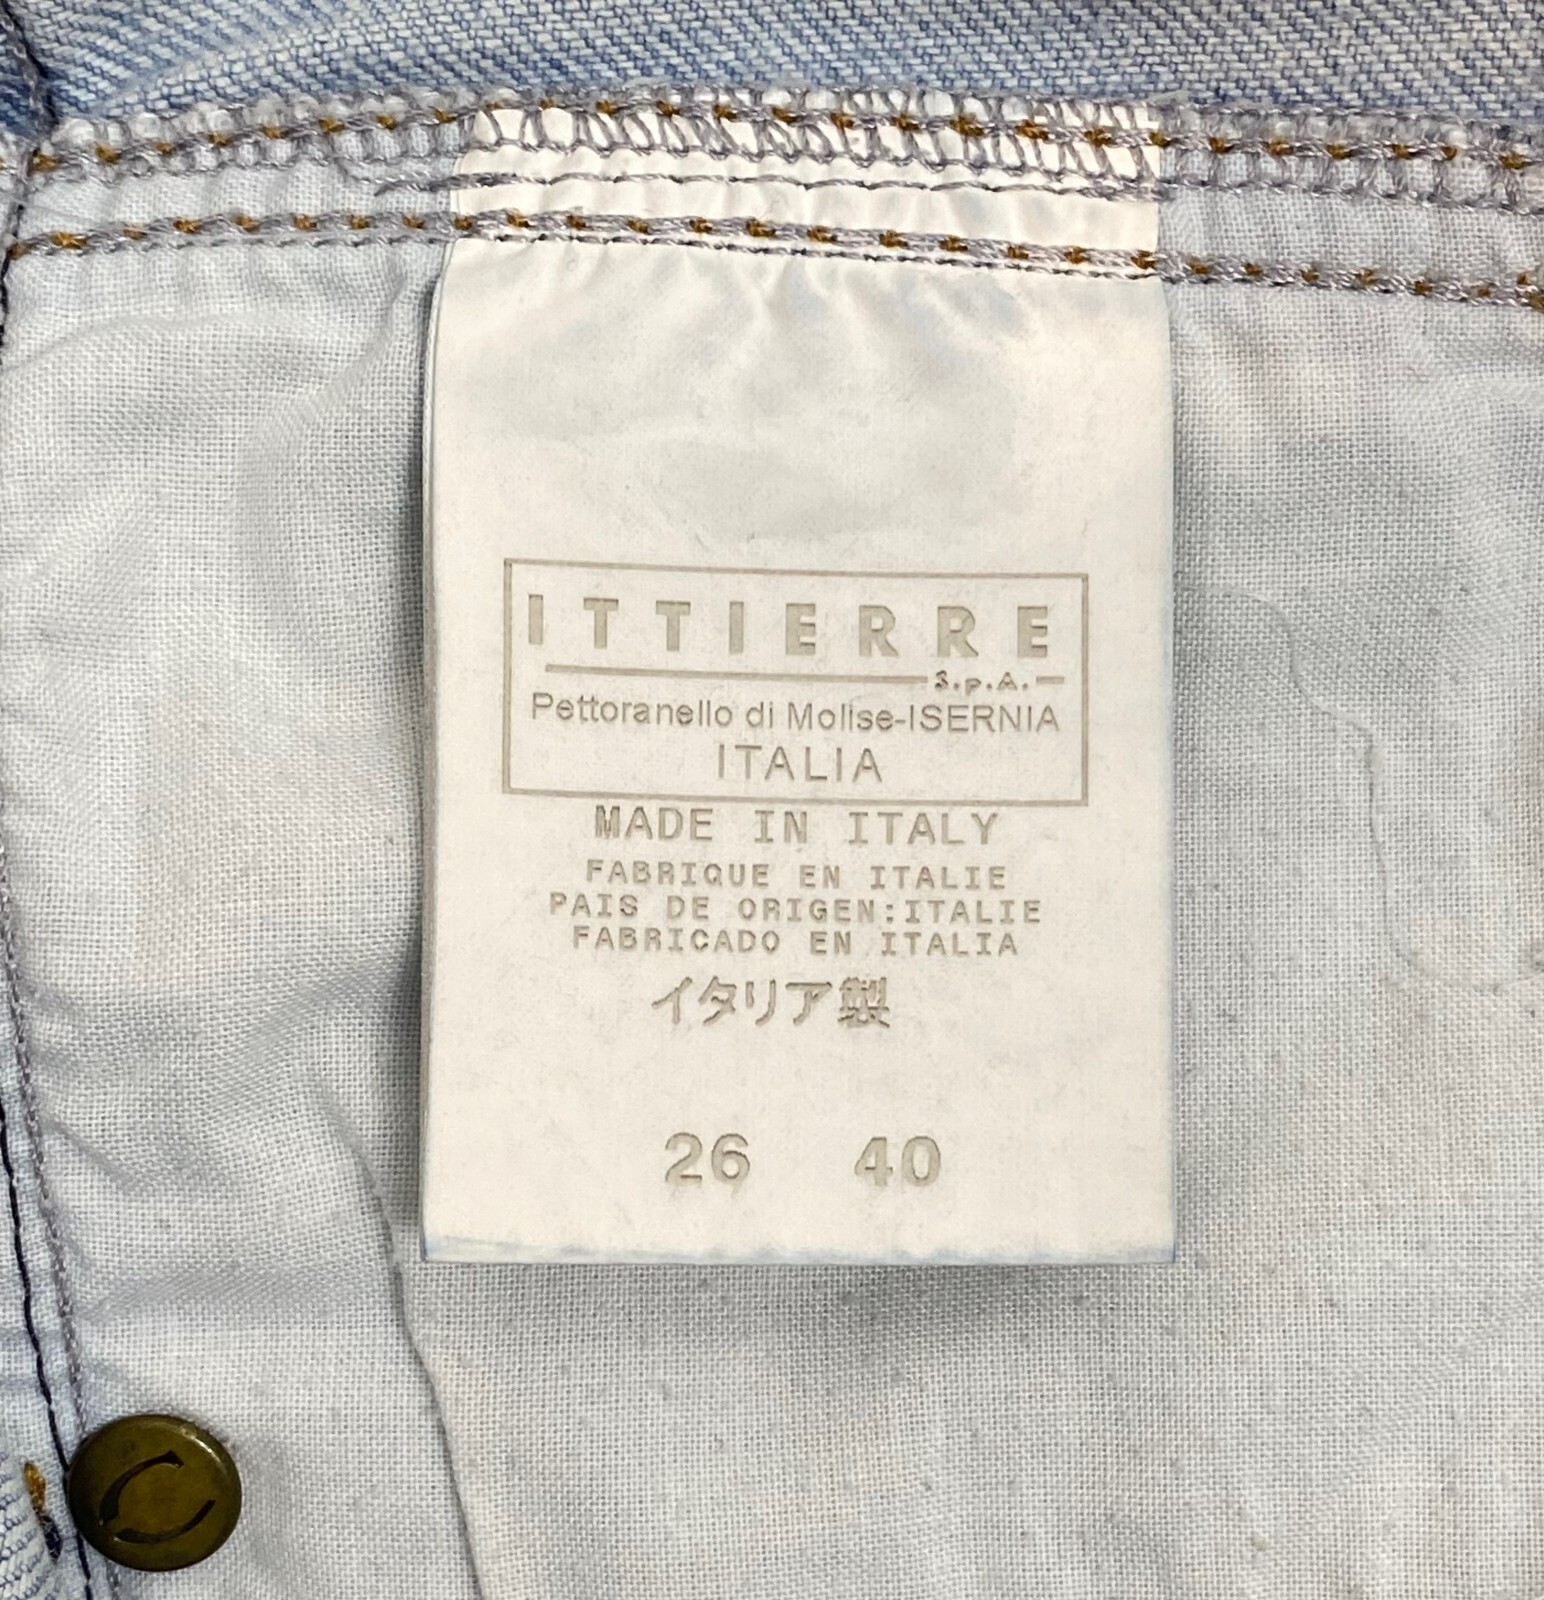 ITTIERRE
S.p.A.
Pettoranello di Molise-ISERNIA
ITALIA
MADE IN ITALY
FABRIQUE EN ITALIE
PAIS DE ORIGEN:ITALIE
FABRICADO EN ITALIA
イタリア製
26 40
C